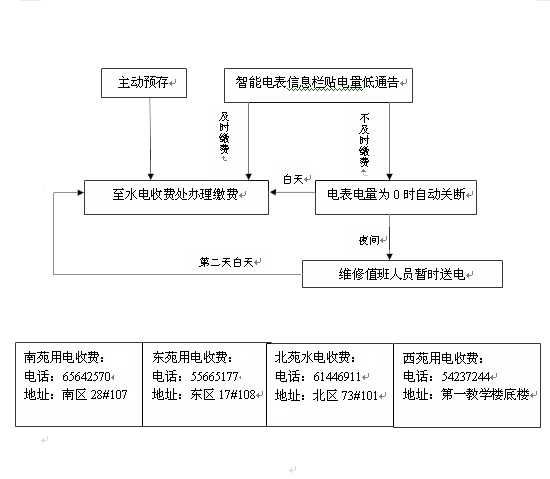 主动预存
智能电表信息栏贴电量低通告
及时缴费
不及时缴费
至水电收费处办理缴费
白天
电表电量为 0 时自动关断
夜间
第二天白天
维修值班人员暂时送电
南苑用电收费：
电话：65642570
地址：南区 28#107
东苑用电收费：
电话：55665177
地址：东区 17#108
北苑水电收费：
电话：61446911
地址：北区 73#101
西苑用电收费：
电话：54237244
地址：第一教学楼底楼